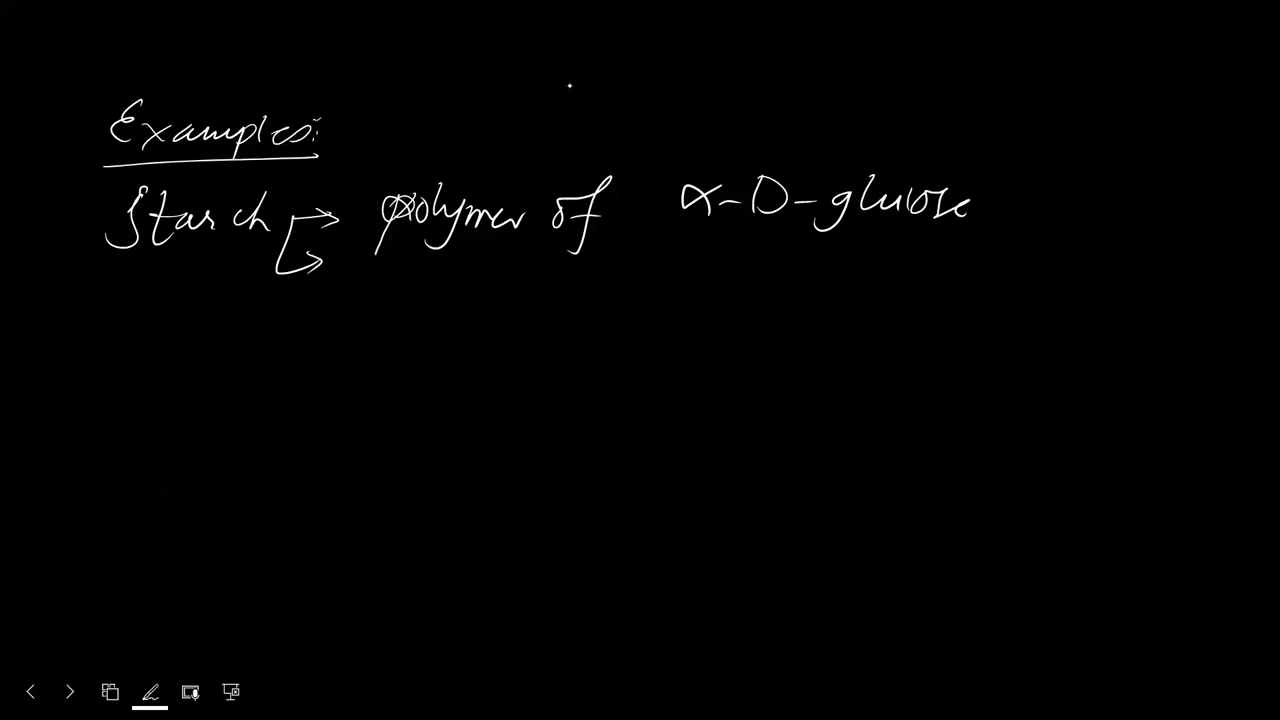 Examples:
Starch → polymer of α-D-glucose